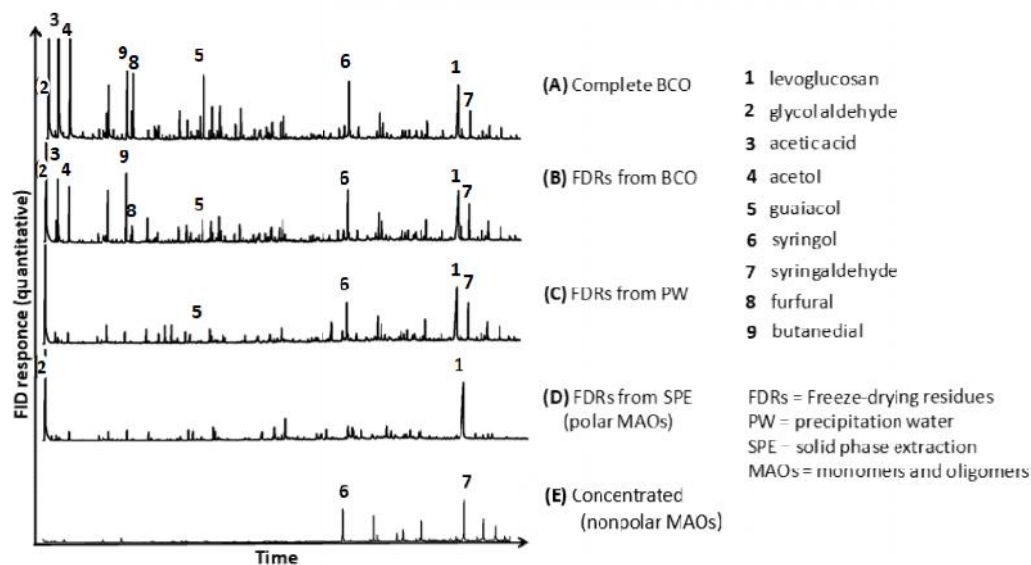 3
4
2
9
8
5
6
1
7
(A) Complete BCO
3
2
4
9
8
5
6
1
7
(B) FDRs from BCO
5
6
1
7
(C) FDRs from PW
2
1
(D) FDRs from SPE
(polar MAOs)
6
7
(E) Concentrated
(nonpolar MAOs)
FID responce (quantitative)
Time
1 levoglucosan
2 glycolaldehyde
3 acetic acid
4 acetol
5 guaiacol
6 syringol
7 syringaldehyde
8 furfural
9 butanedial
FDRs = Freeze-drying residues
PW = precipitation water
SPE = solid phase extraction
MAOs = monomers and oligomers